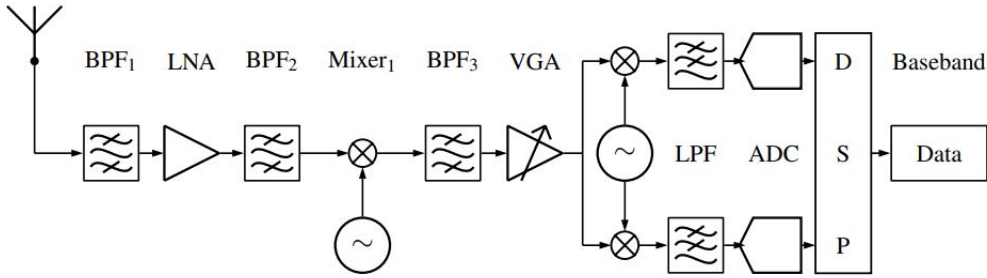 BPF₁ LNA BPF₂ Mixer₁ BPF₃ VGA D Baseband
LPF ADC S Data
P